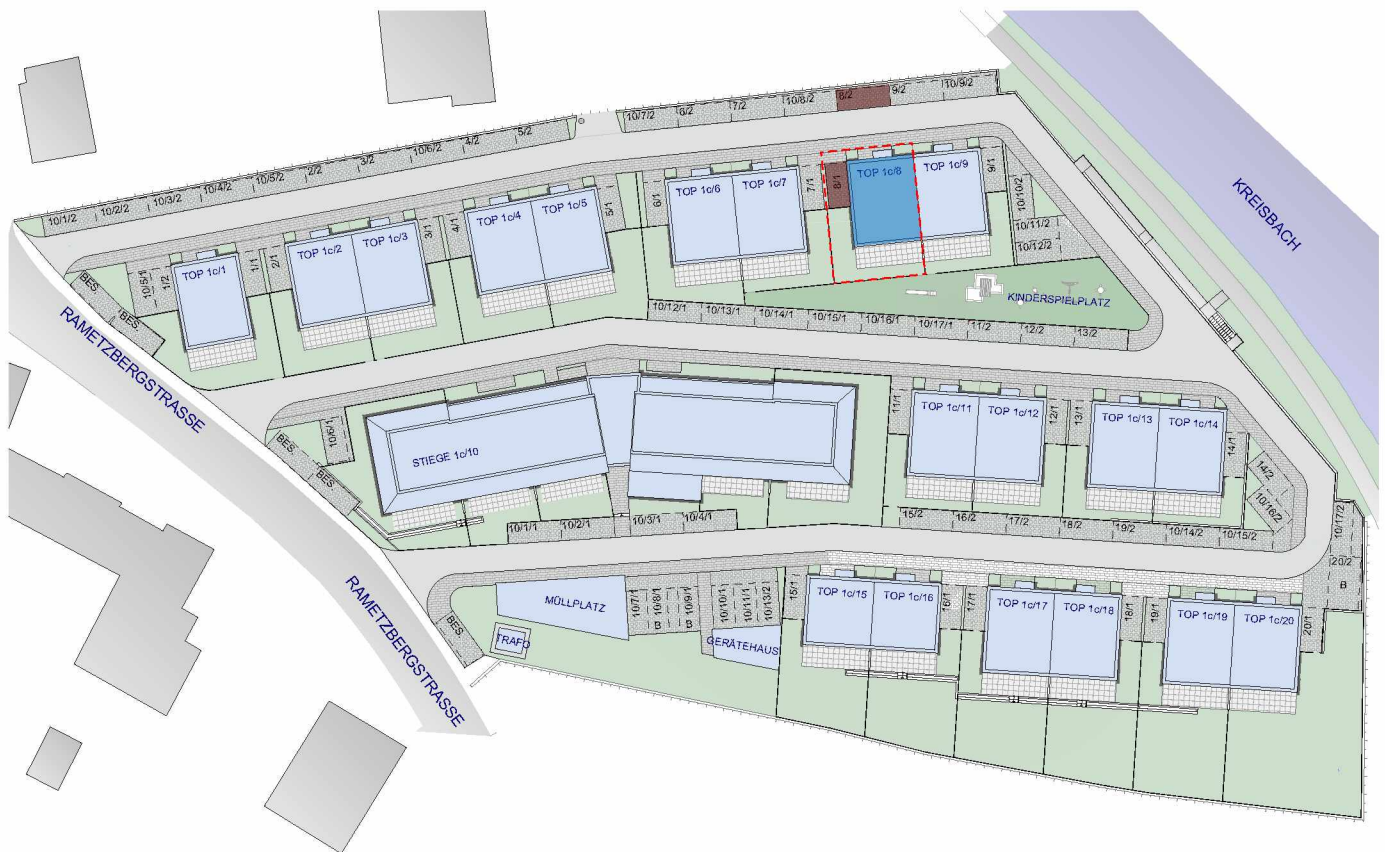 10/7/2
6/2
7/2
10/8/2
8/2
9/2
10/9/2
10/1/2
10/2/2
10/3/2
10/4/2
10/5/2
2/2
3/2
10/6/2
4/2
5/2
KREISBACH
TOP 1c/1
TOP 1c/2
TOP 1c/3
TOP 1c/4
TOP 1c/5
TOP 1c/6
TOP 1c/7
TOP 1c/8
TOP 1c/9
10/5/1
1/2
1/1
2/1
3/1
4/1
5/1
6/1
7/1
8/1
9/1
10/10/2
10/11/2
10/12/2
BES.
BES.
RAMETZBERGSTRASSE
KINDERSPIELPLATZ
10/12/1
10/13/1
10/14/1
10/15/1
10/16/1
10/17/1
11/2
12/2
13/2
BES.
BES.
10/6/1
STIEGE 1c/10
11/1
TOP 1c/11
TOP 1c/12
12/1
13/1
TOP 1c/13
TOP 1c/14
14/1
14/2
10/16/2
10/1/1
10/2/1
10/3/1
10/4/1
15/2
16/2
17/2
18/2
19/2
10/14/2
10/15/2
10/17/2
20/2
B
RAMETZBERGSTRASSE
BES.
TRAFO
MÜLLPLATZ
10/7/1
10/8/1
B
10/9/1
B
10/10/1
10/11/1
10/13/2
GERÄTEHAUS
15/1
TOP 1c/15
TOP 1c/16
16/1
17/1
TOP 1c/17
TOP 1c/18
18/1
19/1
TOP 1c/19
TOP 1c/20
20/1